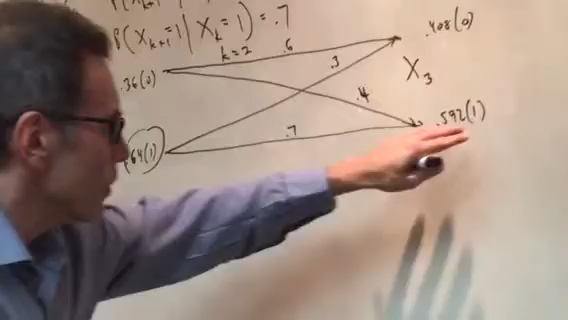 P(X_{k+1}=1 | X_k=1) = .7
k=2 .6 .408(0)
.36(0) .3 X_3
.4 .592(1)
.64(1) .7